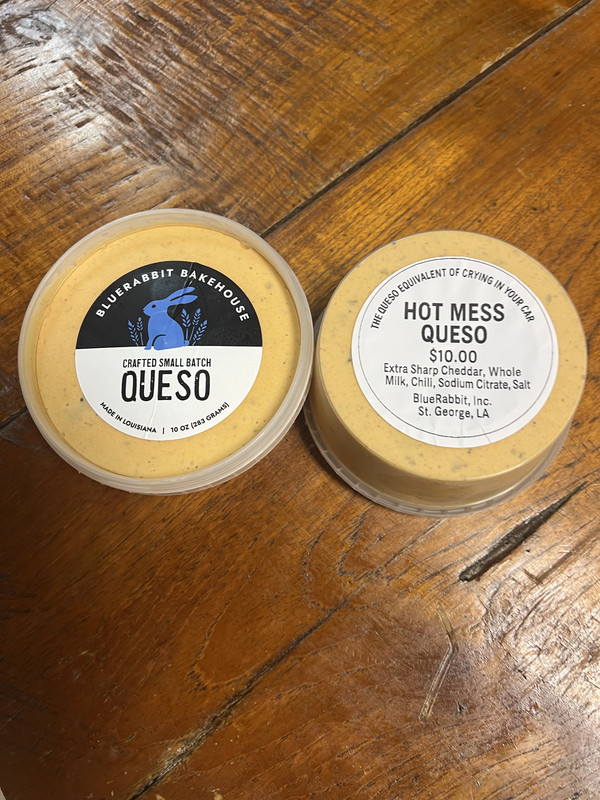 BLUERABBIT BAKEHOUSE
CRAFTED SMALL BATCH
QUESO
MADE IN LOUISIANA | 10 OZ (283 GRAMS)
THE QUESO EQUIVALENT OF CRYING IN YOUR CAR
HOT MESS
QUESO
$10.00
Extra Sharp Cheddar, Whole
Milk, Chili, Sodium Citrate, Salt
BlueRabbit, Inc.
St. George, LA